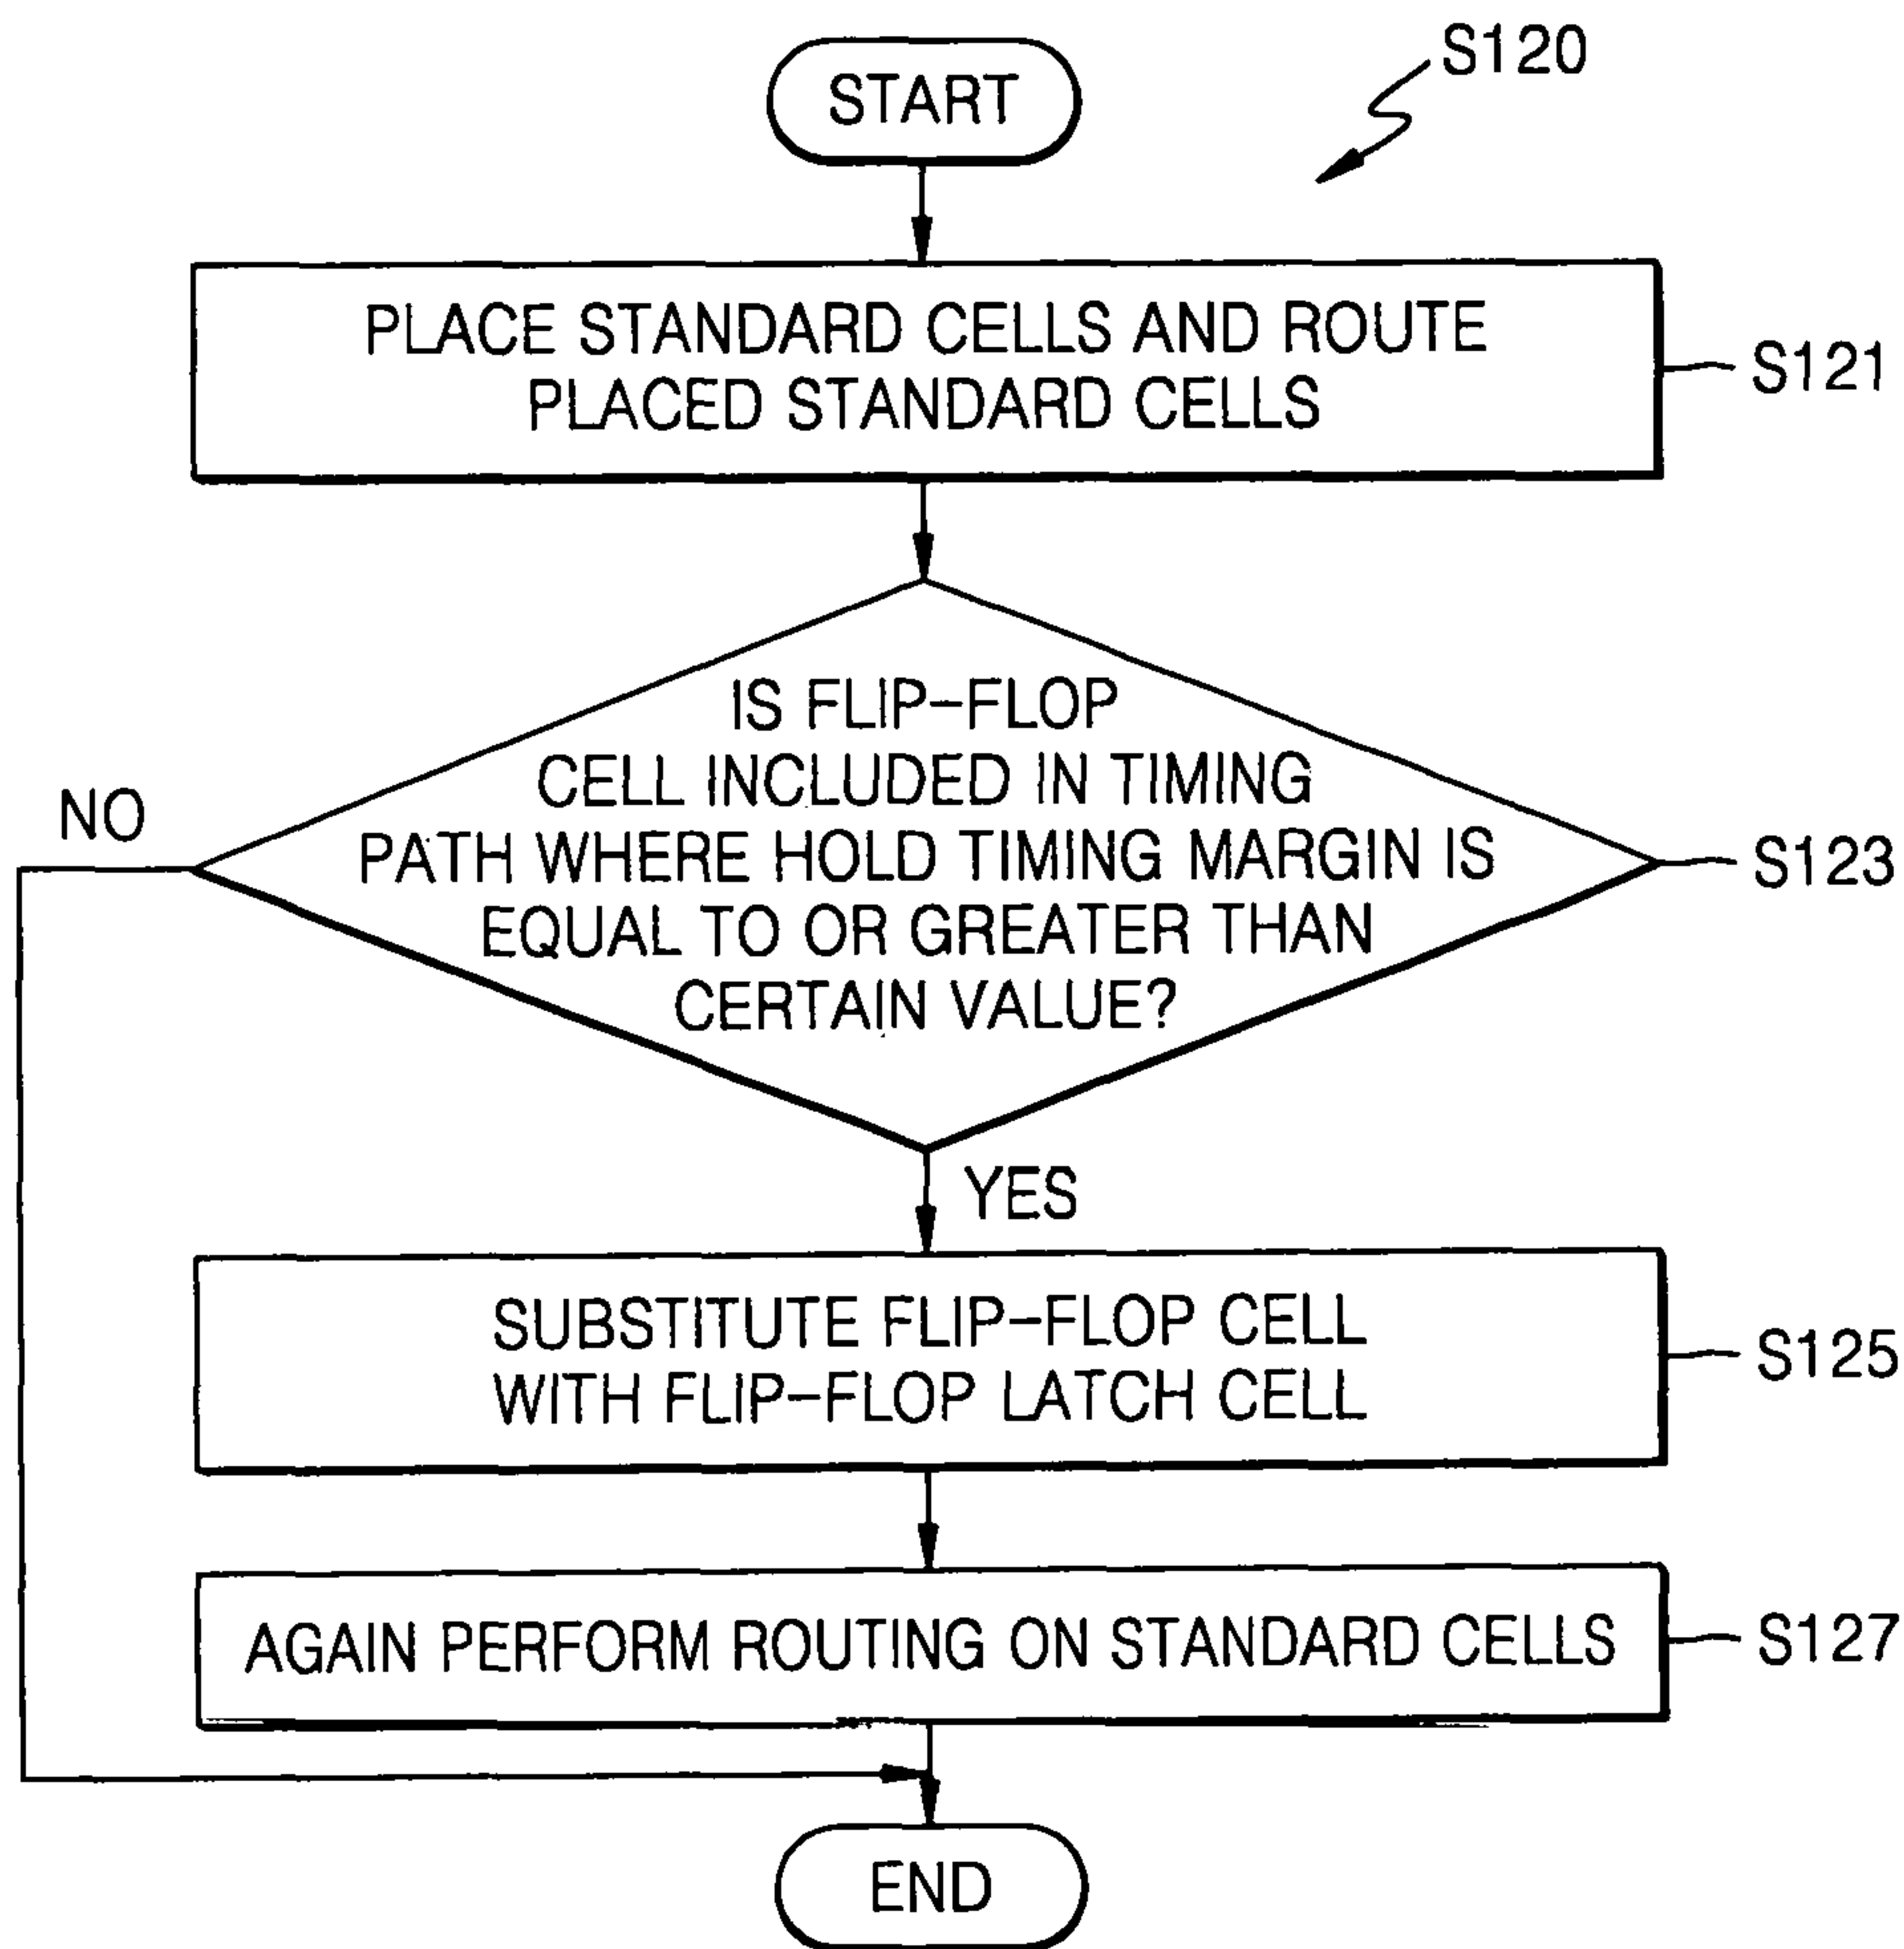 START
S120
PLACE STANDARD CELLS AND ROUTE
PLACED STANDARD CELLS
S121
IS FLIP-FLOP
CELL INCLUDED IN TIMING
PATH WHERE HOLD TIMING MARGIN IS
EQUAL TO OR GREATER THAN
CERTAIN VALUE?
NO
S123
YES
SUBSTITUTE FLIP-FLOP CELL
WITH FLIP-FLOP LATCH CELL
S125
AGAIN PERFORM ROUTING ON STANDARD CELLS
S127
END